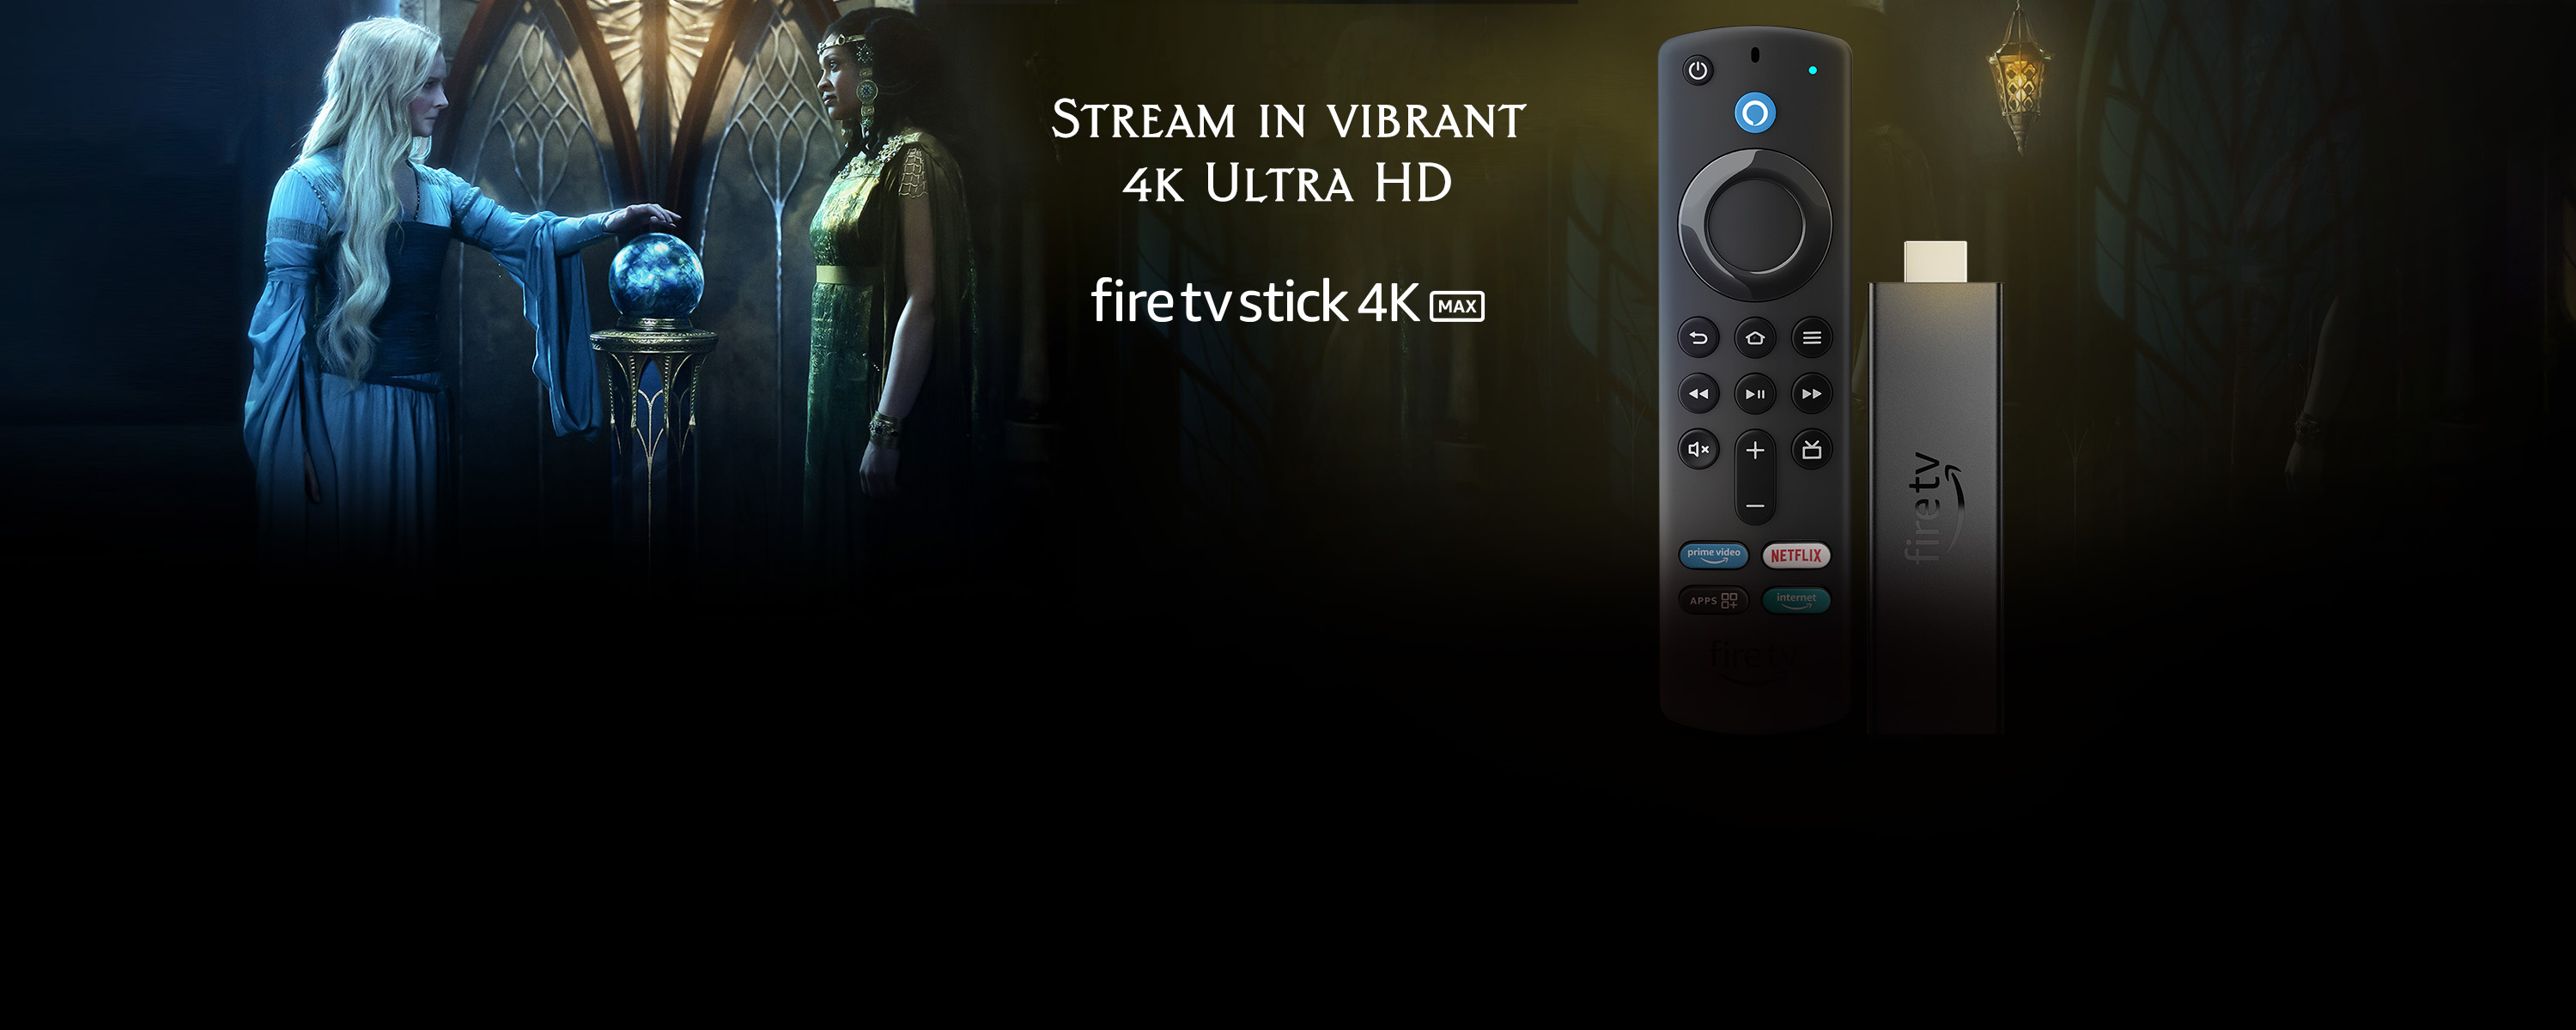 Stream in vibrant
4K Ultra HD
fire tv stick 4K MAX
prime video
NETFLIX
APPS
internet
fire tv
fire tv